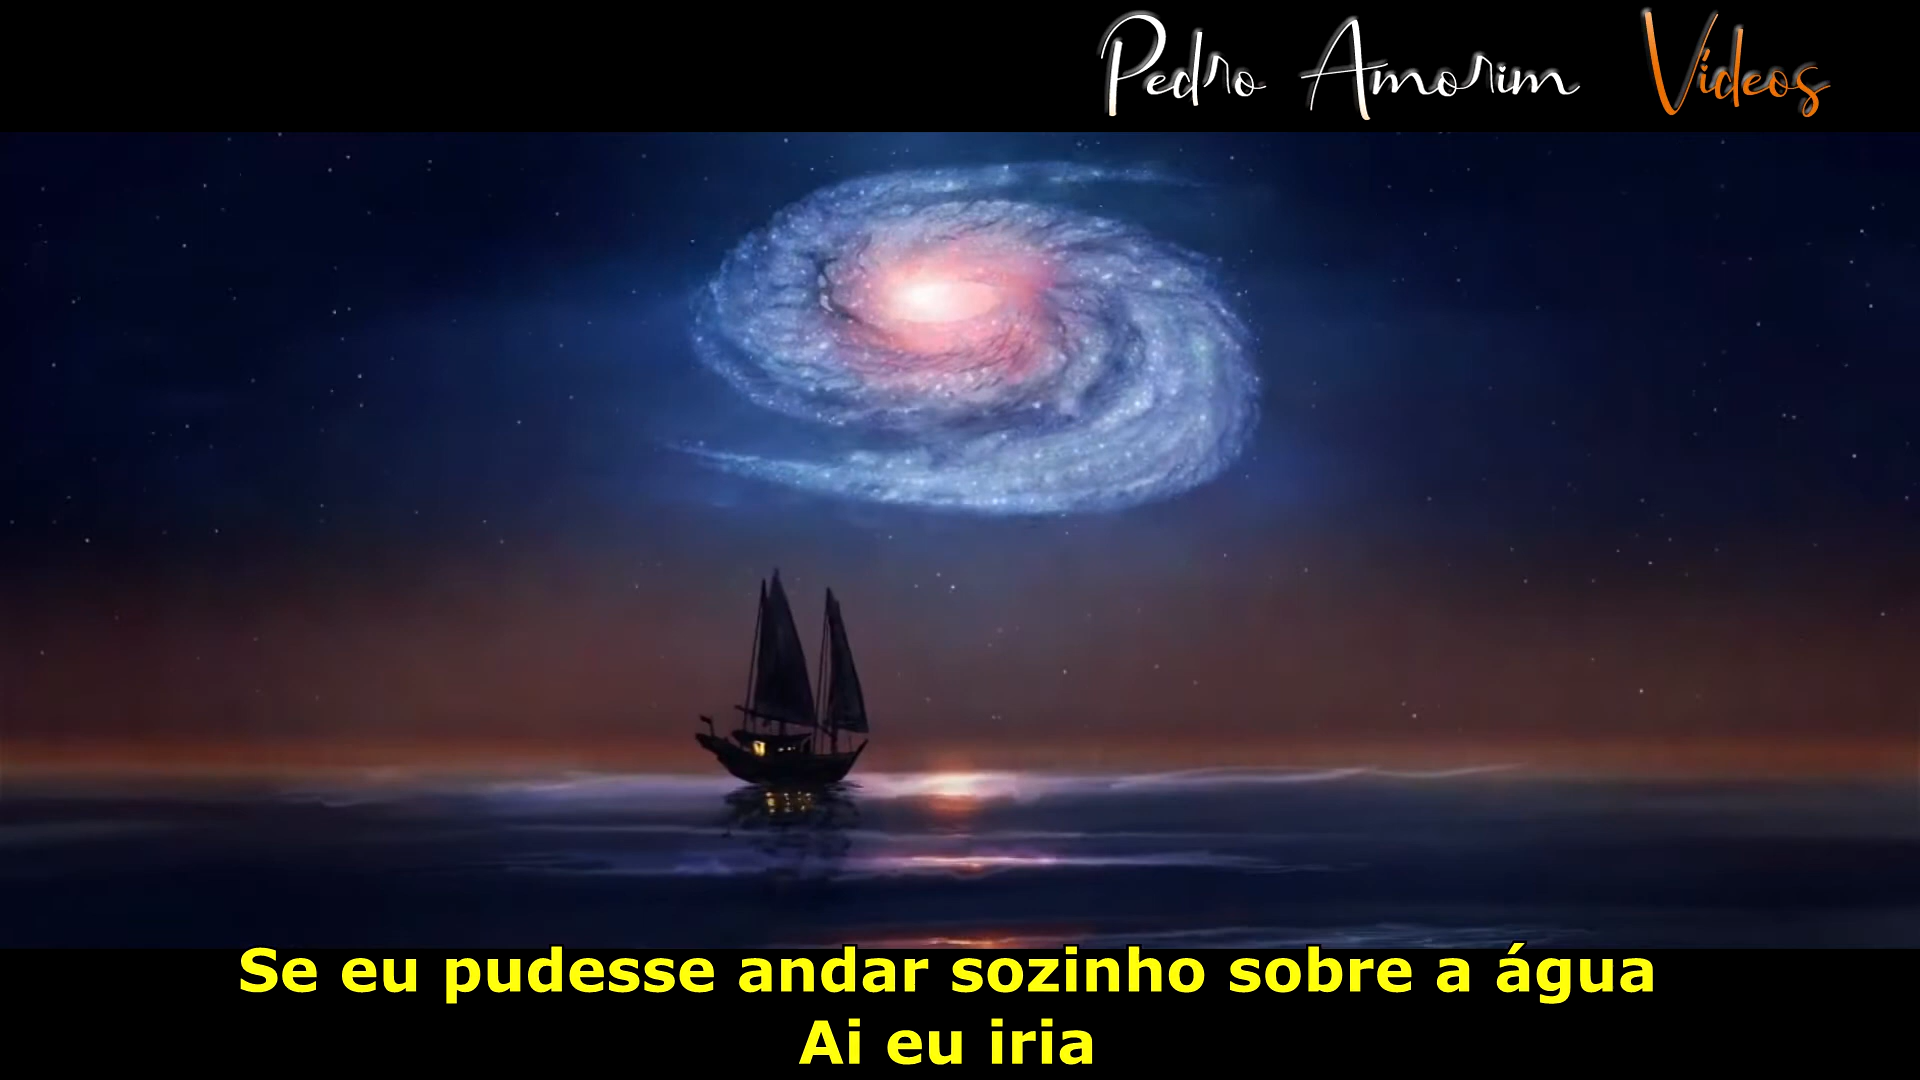 Pedro Amorim Vídeos
Se eu pudesse andar sozinho sobre a água
Ai eu iria